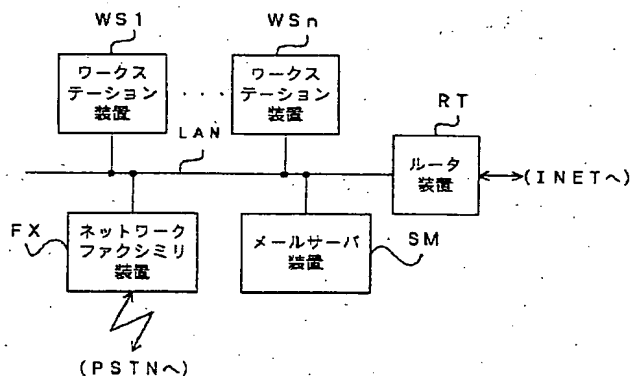 WS1
WSn
ワークス
テーション
装置
・・・・
ワークス
テーション
装置
RT
LAN
ルータ
装置
(INETへ)
FX
ネットワーク
ファクシミリ
装置
メールサーバ
装置
SM
(PSTNへ)